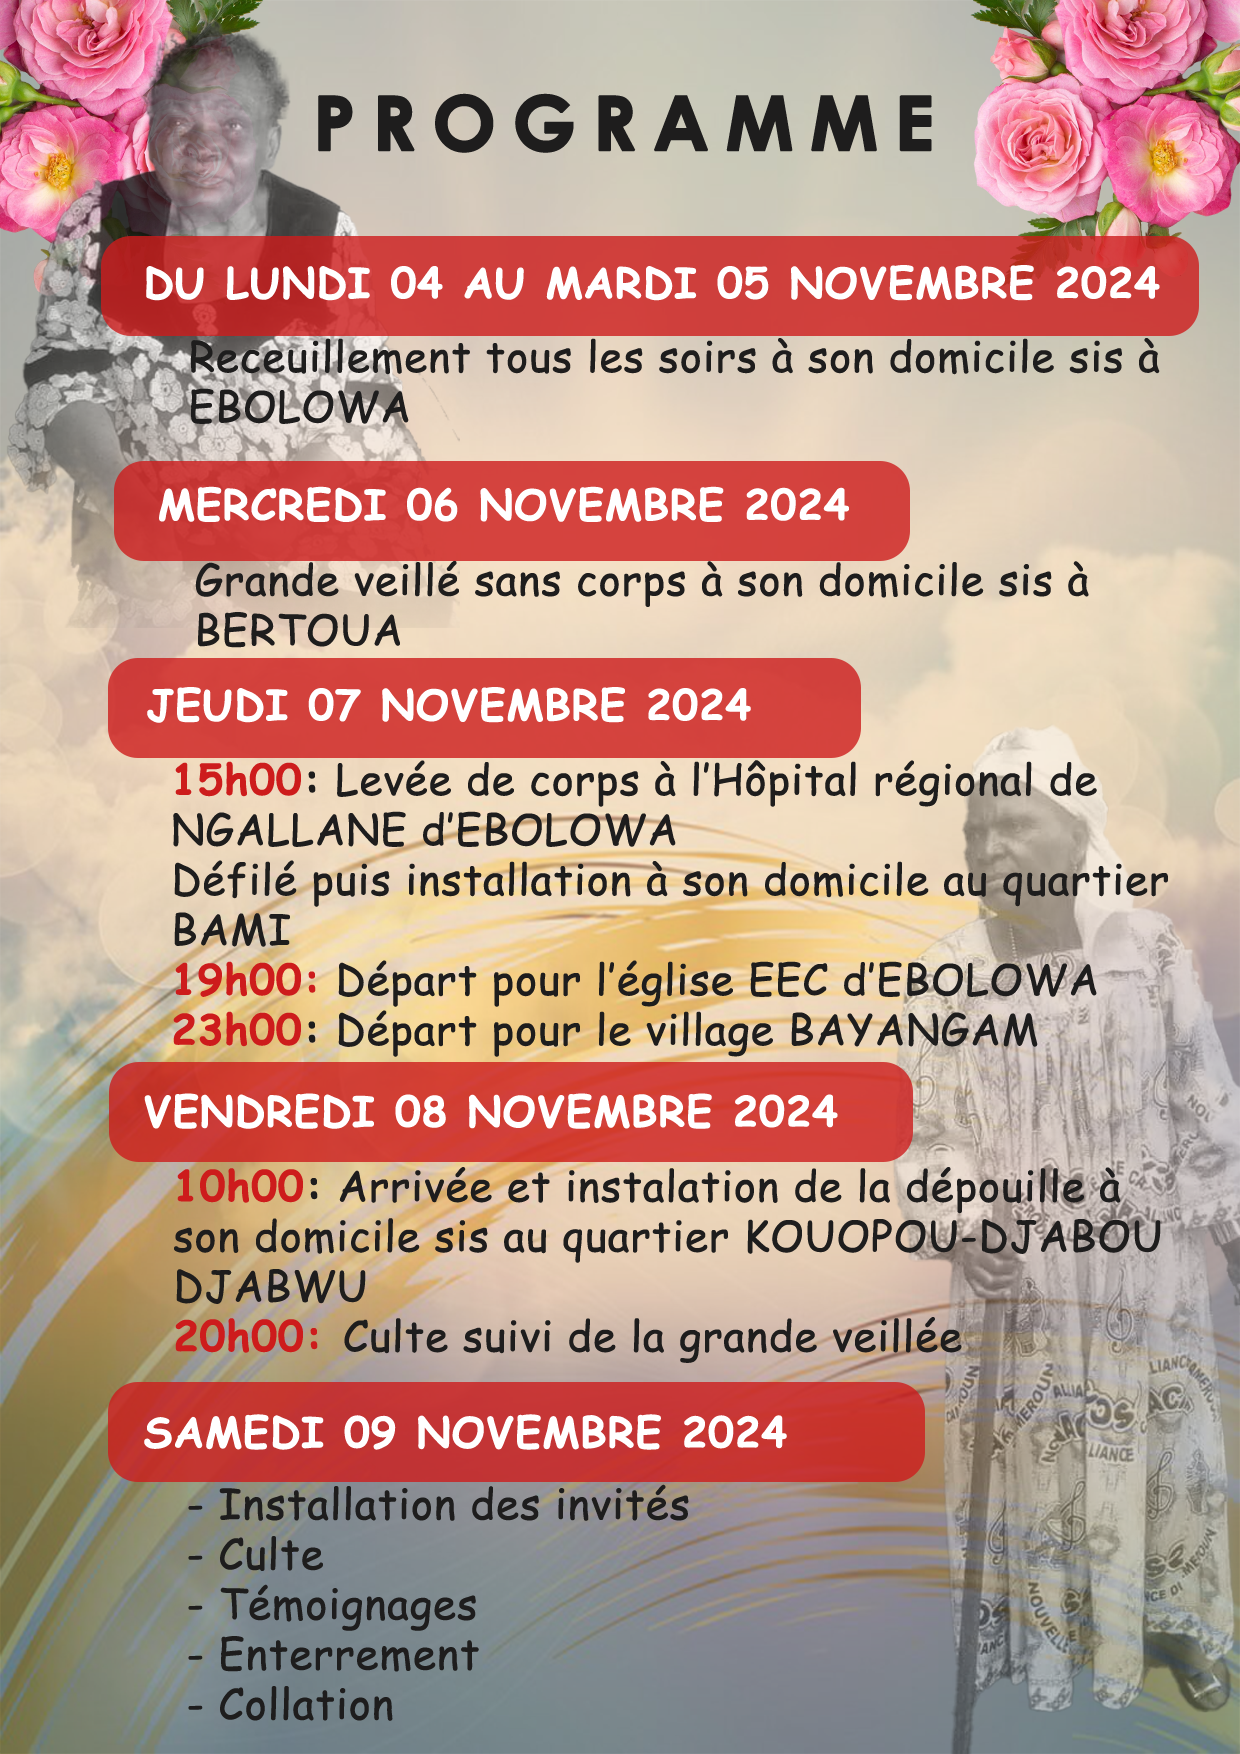 PROGRAMME
DU LUNDI 04 AU MARDI 05 NOVEMBRE 2024
Receuillement tous les soirs à son domicile sis à
EBOLOWA
MERCREDI 06 NOVEMBRE 2024
Grande veillé sans corps à son domicile sis à
BERTOUA
JEUDI 07 NOVEMBRE 2024
15h00: Levée de corps à l'Hôpital régional de
NGALLANE d'EBOLOWA
Défilé puis installation à son domicile au quartier
BAMI
19h00: Départ pour l'église EEC d'EBOLOWA
23h00: Départ pour le village BAYANGAM
VENDREDI 08 NOVEMBRE 2024
10h00: Arrivée et instalation de la dépouille à
son domicile sis au quartier KOUOPOU-DJABOU
DJABWU
20h00: Culte suivi de la grande veillée
SAMEDI 09 NOVEMBRE 2024
- Installation des invités
- Culte
- Témoignages
- Enterrement
- Collation